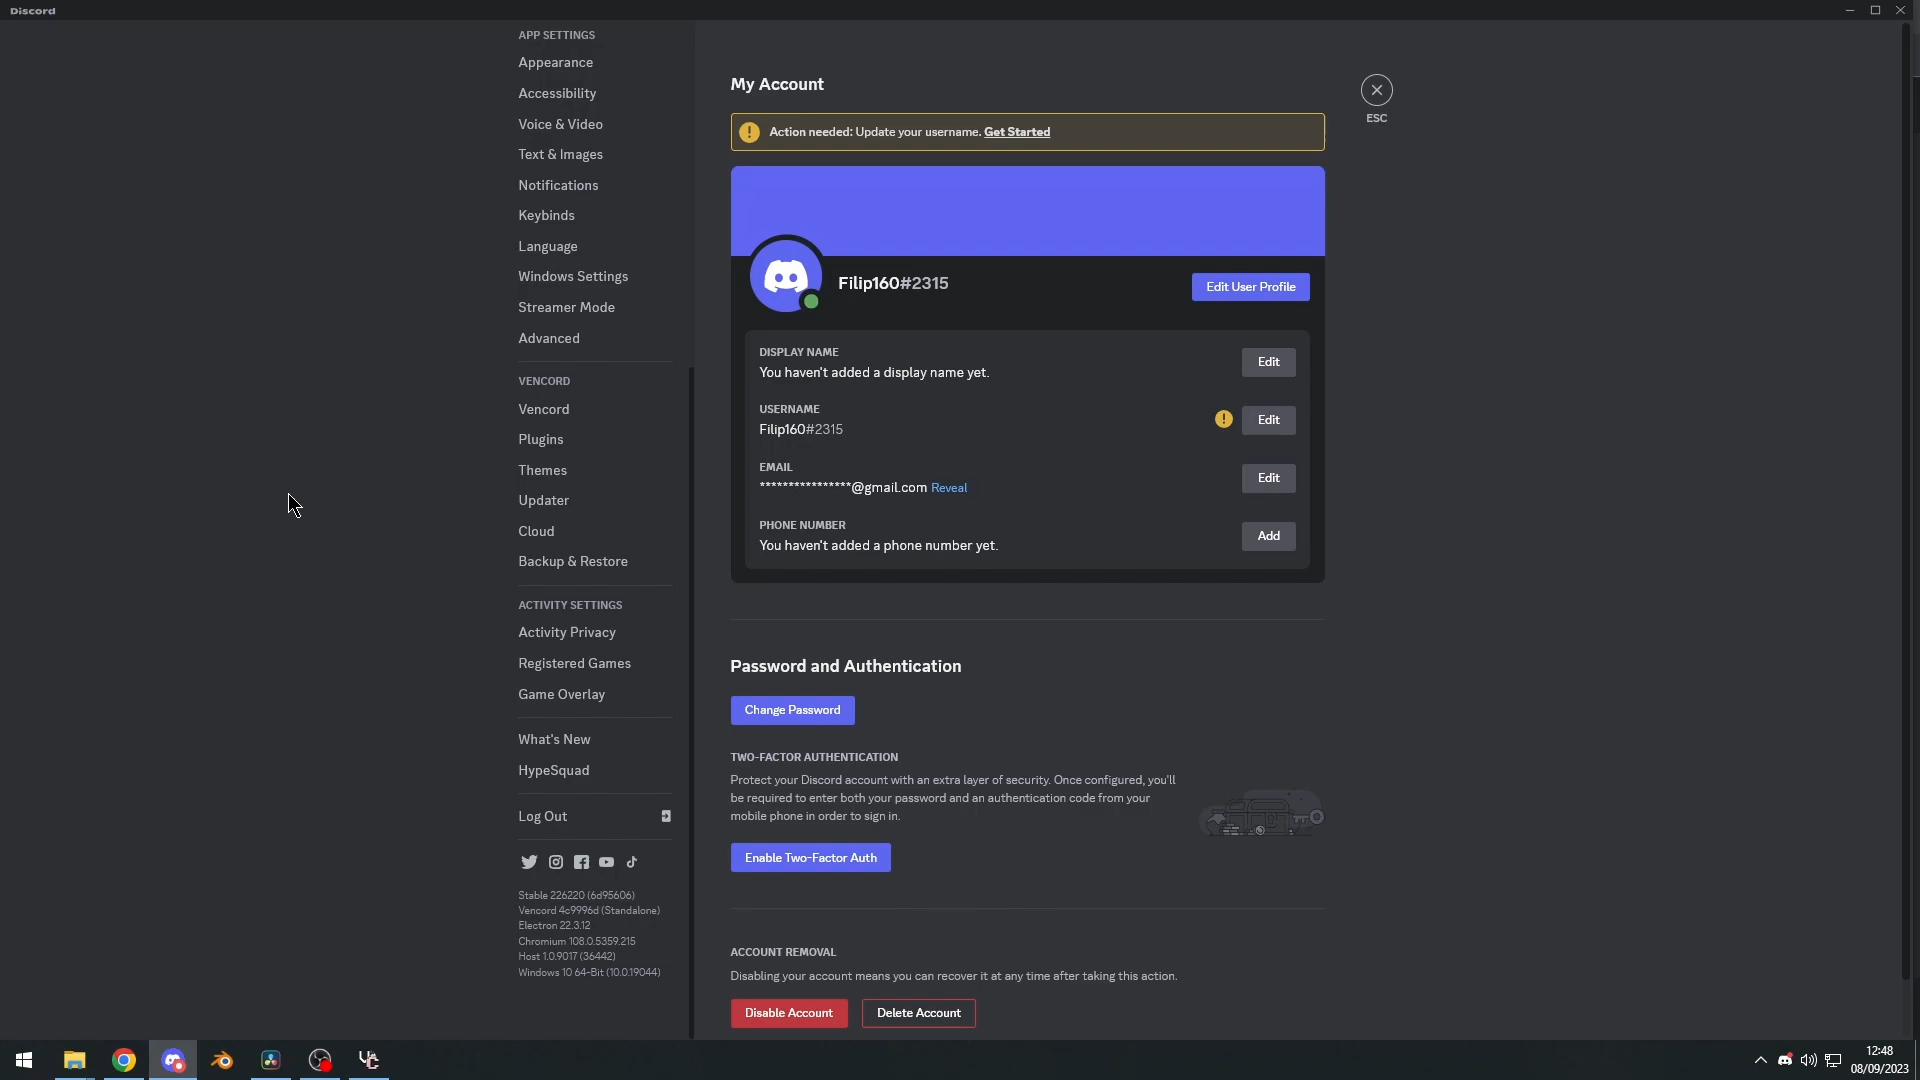 Discord
APP SETTINGS
Appearance
Accessibility
Voice & Video
Text & Images
Notifications
Keybinds
Language
Windows Settings
Streamer Mode
Advanced
VENCORD
Vencord
Plugins
Themes
Updater
Cloud
Backup & Restore
ACTIVITY SETTINGS
Activity Privacy
Registered Games
Game Overlay
What's New
HypeSquad
Log Out
Stable 226220 (6d95606)
Vencord 4c9996d (Standalone)
Electron 22.3.12
Chromium 108.0.5359.215
Host 1.0.9017 (36442)
Windows 10 64-Bit (10.0.19044)
My Account
ESC
Action needed: Update your username. Get Started
Filip160#2315
Edit User Profile
DISPLAY NAME
You haven't added a display name yet.
Edit
USERNAME
Filip160#2315
Edit
EMAIL
****************@gmail.com Reveal
Edit
PHONE NUMBER
You haven't added a phone number yet.
Add
Password and Authentication
Change Password
TWO-FACTOR AUTHENTICATION
Protect your Discord account with an extra layer of security. Once configured, you'll
be required to enter both your password and an authentication code from your
mobile phone in order to sign in.
Enable Two-Factor Auth
ACCOUNT REMOVAL
Disabling your account means you can recover it at any time after taking this action.
Disable Account
Delete Account
12:48
08/09/2023